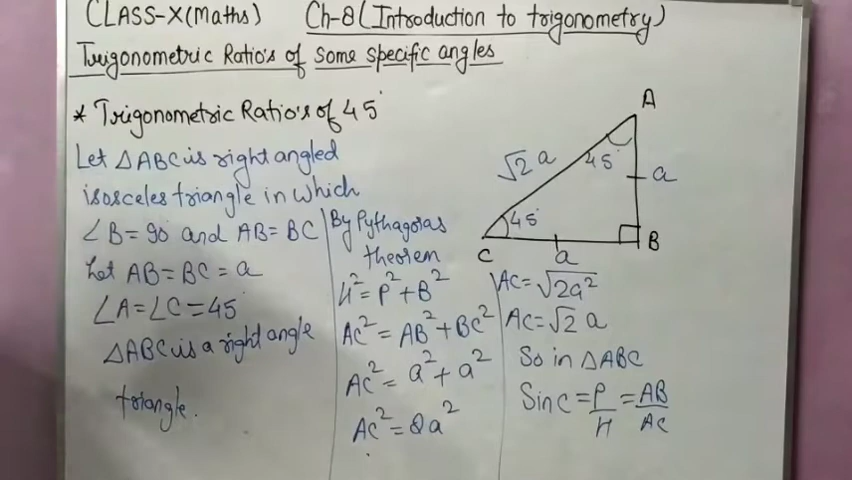 CLASS-X(Maths) Ch-8(Introduction to trigonometry)
Trigonometric Ratio's of some specific angles
* Trigonometric Ratio's of 45°
Let △ABC is right angled
isosceles triangle in which
∠B=90 and AB=BC
Let AB=BC=a
∠A=∠C=45°
△ABC is a right angle
triangle.
By Pythagoras
theorem
H²=P²+B²
AC²=AB²+BC²
AC²=a²+a²
AC²=2a²
A
√2 a
45°
a
45°
C
a
B
AC=√2a²
AC=√2 a
So in △ABC
Sin C = P/H = AB/AC